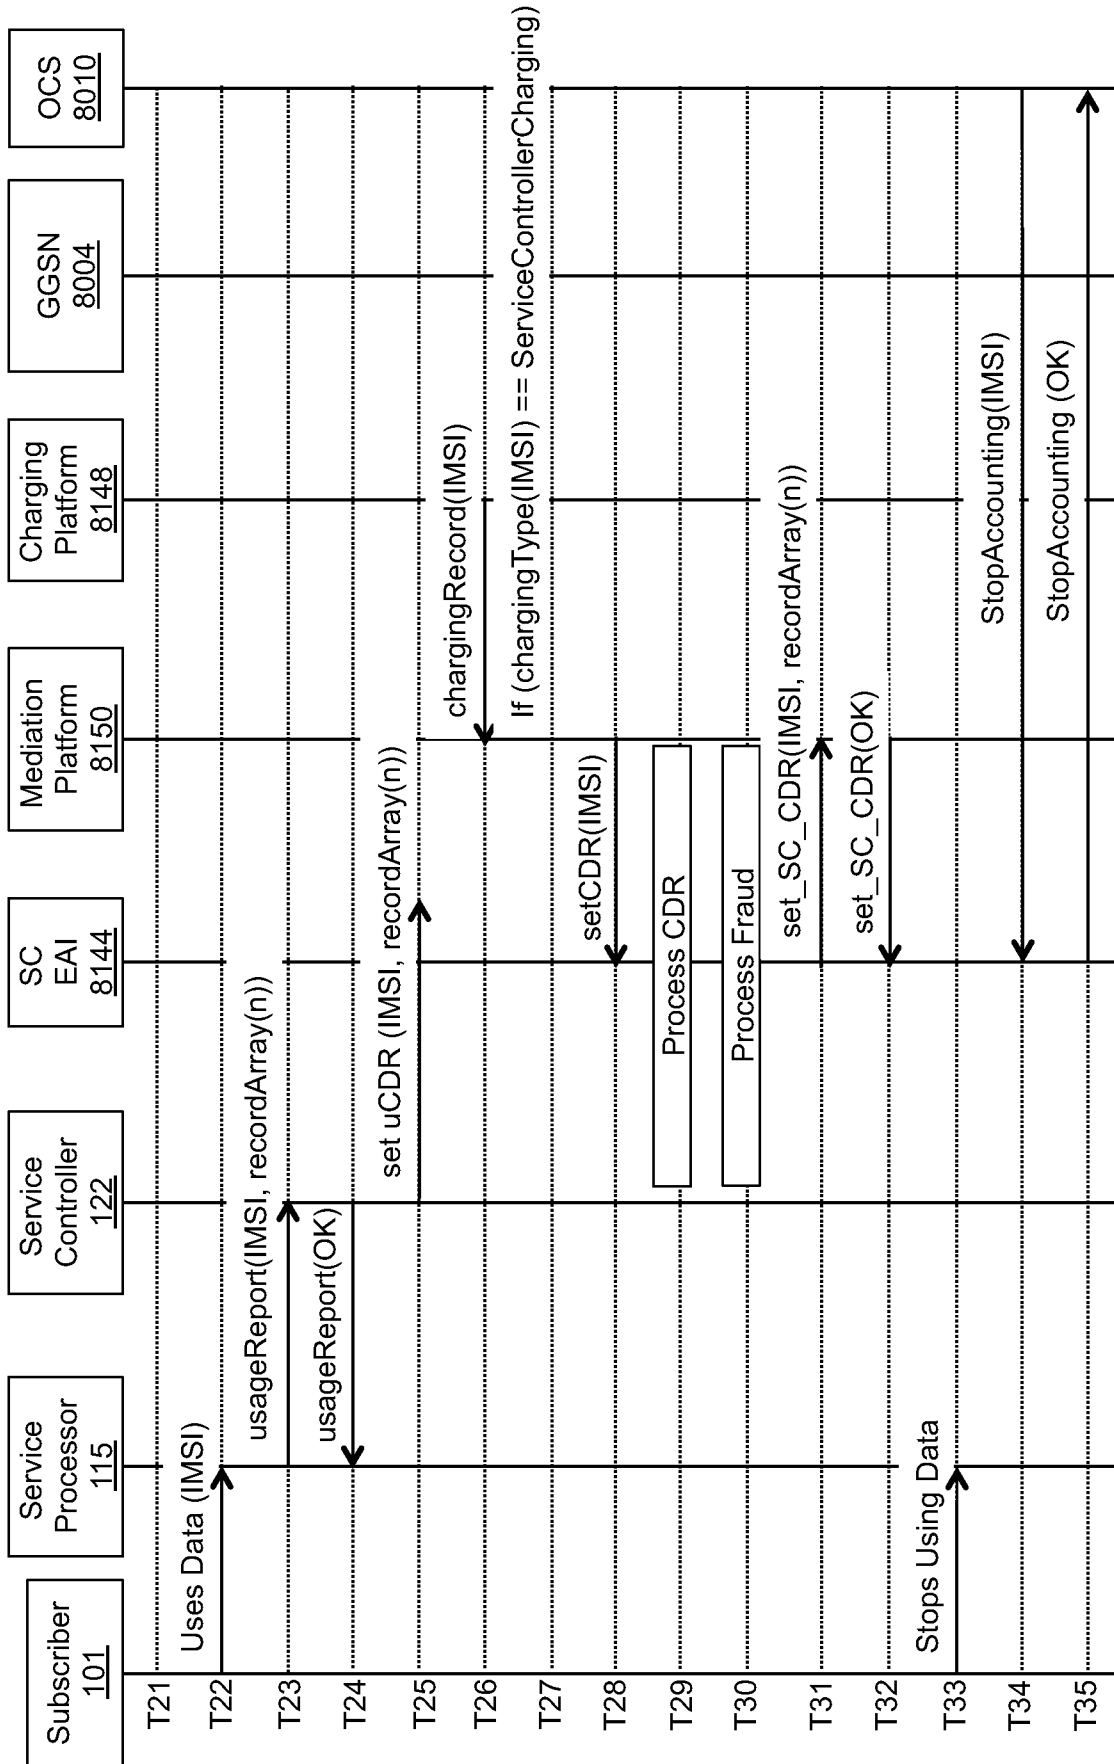 Subscriber
101
Service
Processor
115
Service
Controller
122
SC
EAI
8144
Mediation
Platform
8150
Charging
Platform
8148
GGSN
8004
OCS
8010
T21
T22
Uses Data (IMSI)
T23
usageReport(IMSI, recordArray(n))
T24
usageReport(OK)
T25
set uCDR (IMSI, recordArray(n))
T26
chargingRecord(IMSI)
T27
If (chargingType(IMSI) == ServiceControllerCharging)
T28
setCDR(IMSI)
T29
Process CDR
T30
Process Fraud
T31
set_SC_CDR(IMSI, recordArray(n))
T32
set_SC_CDR(OK)
T33
Stops Using Data
T34
StopAccounting(IMSI)
T35
StopAccounting (OK)